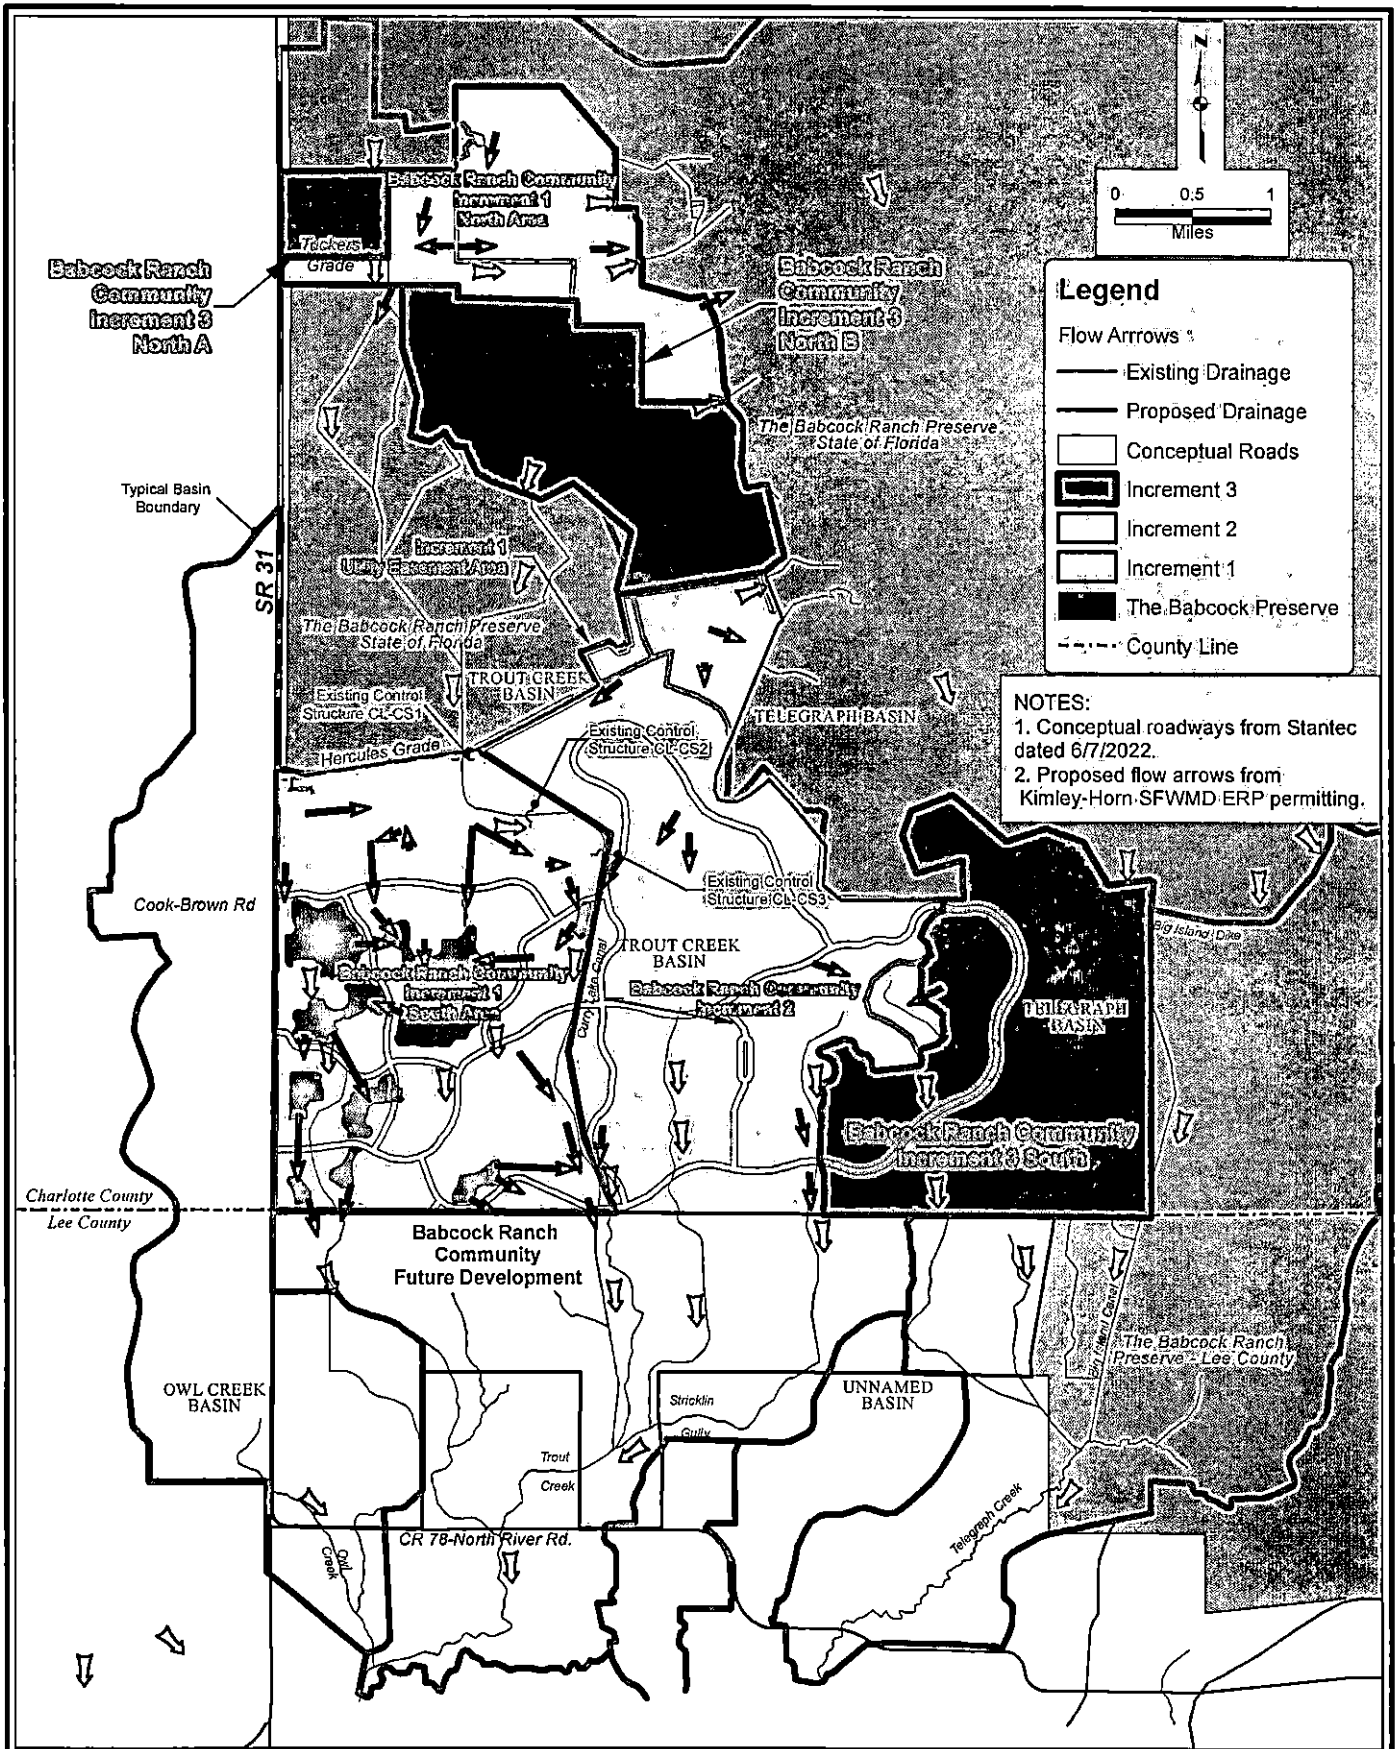 N
0 0.5 1
Miles
Legend
Flow Arrrows
Existing Drainage
Proposed Drainage
Conceptual Roads
Increment 3
Increment 2
Increment 1
The Babcock Preserve
County Line
NOTES:
1. Conceptual roadways from Stantec
dated 6/7/2022.
2. Proposed flow arrows from
Kimley-Horn SFWMD ERP permitting.
Babcock Ranch Community
Increment 1
North Area
Tuckers
Grade
Babcock Ranch
Community
Increment 3
North A
Babcock Ranch
Community
Increment 3
North B
The Babcock Ranch Preserve
State of Florida
Typical Basin
Boundary
SR 31
Increment 1
Utility Easement Area
The Babcock Ranch Preserve
State of Florida
TROUT CREEK
BASIN
Existing Control
Structure CL-CS1
TELEGRAPH BASIN
Existing Control
Structure CL-CS2
Hercules Grade
Existing Control
Structure CL-CS3
Cook-Brown Rd
Big Island Dike
TROUT CREEK
BASIN
Babcock Ranch Community
Increment 1
South Area
Curry Lake Canal
Babcock Ranch Community
Increment 2
TELEGRAPH
BASIN
Babcock Ranch Community
Increment 3 South
Charlotte County
Lee County
Babcock Ranch
Community
Future Development
Big Island Canal
The Babcock Ranch
Preserve - Lee County
OWL CREEK
BASIN
UNNAMED
BASIN
Stricklin
Gully
Trout
Creek
Telegraph Creek
CR 78-North River Rd.
Owl
Creek